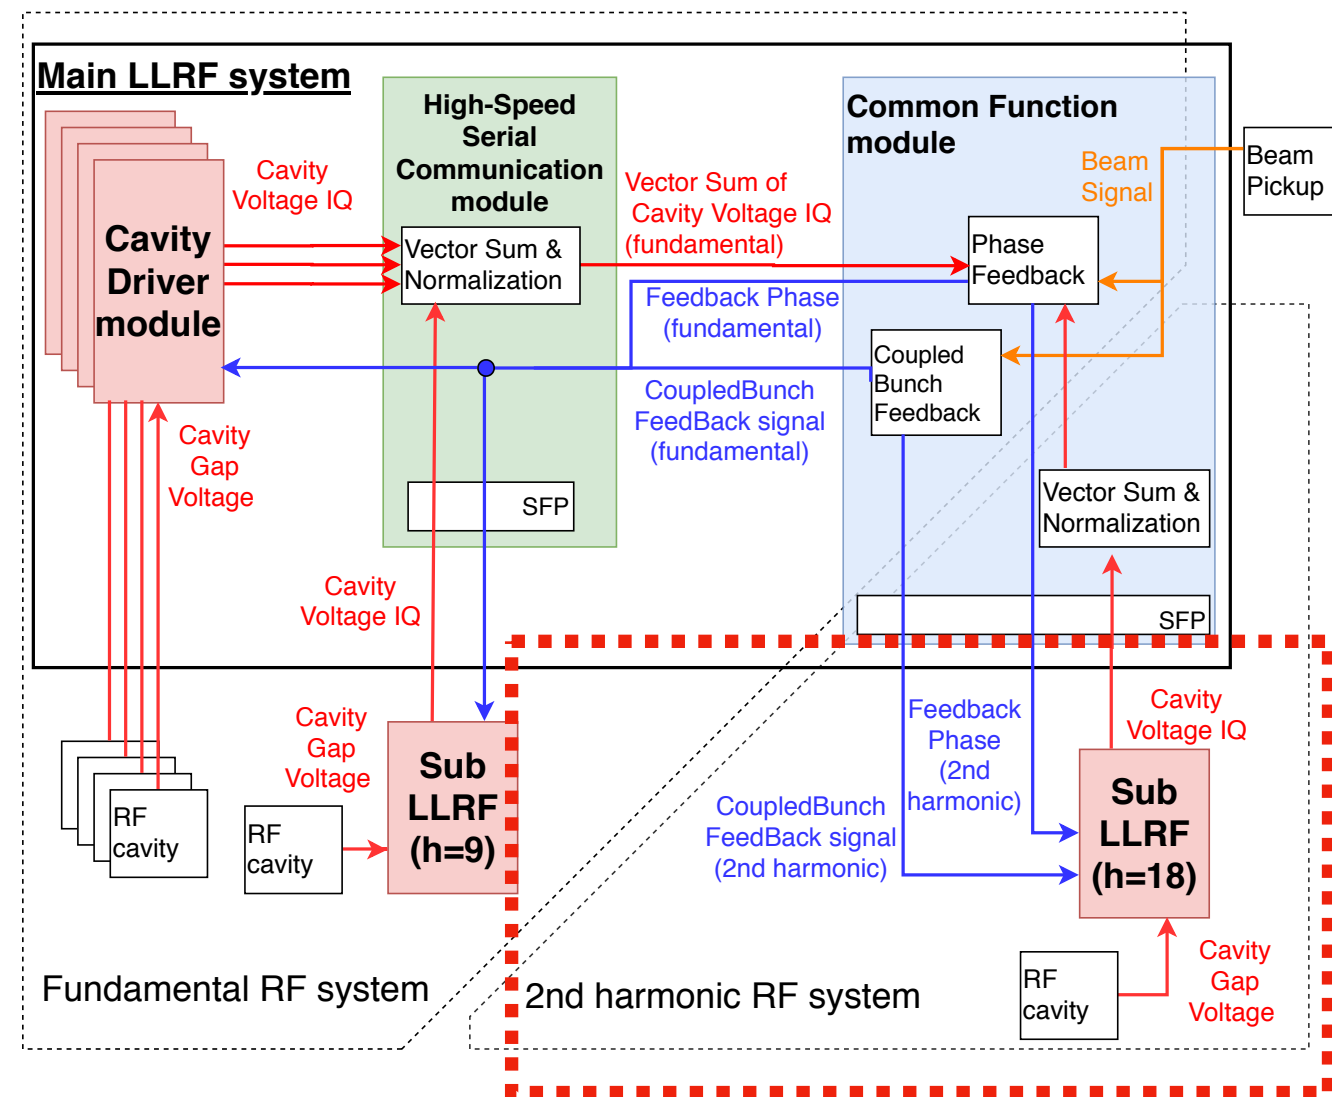 Main LLRF system
High-Speed
Serial
Communication
module
Common Function
module
Beam
Pickup
Beam
Signal
Cavity
Voltage IQ
Vector Sum of
Cavity Voltage IQ
(fundamental)
Cavity
Driver
module
Vector Sum &
Normalization
Phase
Feedback
Feedback Phase
(fundamental)
Coupled
Bunch
Feedback
CoupledBunch
FeedBack signal
(fundamental)
Cavity
Gap
Voltage
SFP
Vector Sum &
Normalization
SFP
Cavity
Voltage IQ
Cavity
Gap
Voltage
Sub
LLRF
(h=9)
RF
cavity
RF
cavity
Feedback
Phase
(2nd
harmonic)
Cavity
Voltage IQ
CoupledBunch
FeedBack signal
(2nd harmonic)
Sub
LLRF
(h=18)
RF
cavity
Cavity
Gap
Voltage
Fundamental RF system
2nd harmonic RF system